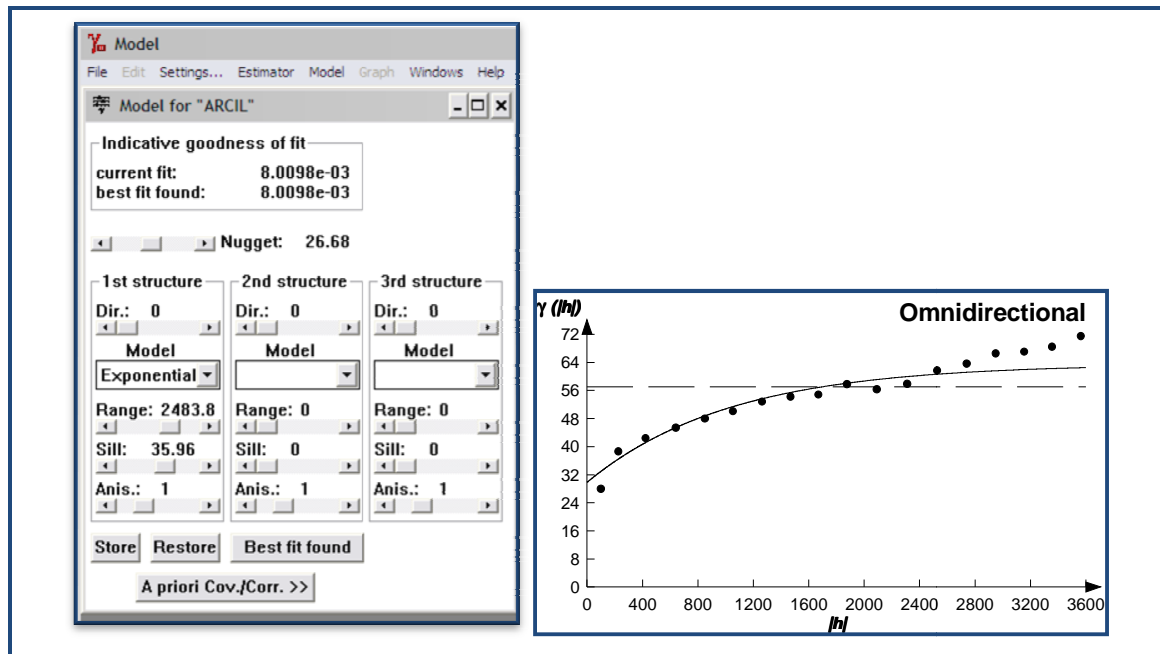 Model
File Edit Settings... Estimator Model Graph Windows Help
Model for "ARCIL"
Indicative goodness of fit
current fit: 8.0098e-03
best fit found: 8.0098e-03
Nugget: 26.68
1st structure 2nd structure 3rd structure
Dir.: 0 Dir.: 0 Dir.: 0
Model Model Model
Exponential
Range: 2483.8 Range: 0 Range: 0
Sill: 35.96 Sill: 0 Sill: 0
Anis.: 1 Anis.: 1 Anis.: 1
Store Restore Best fit found
A priori Cov./Corr. >>
γ (|h|)
Omnidirectional
72
64
56
48
40
32
24
16
8
0
0 400 800 1200 1600 2000 2400 2800 3200 3600
|h|